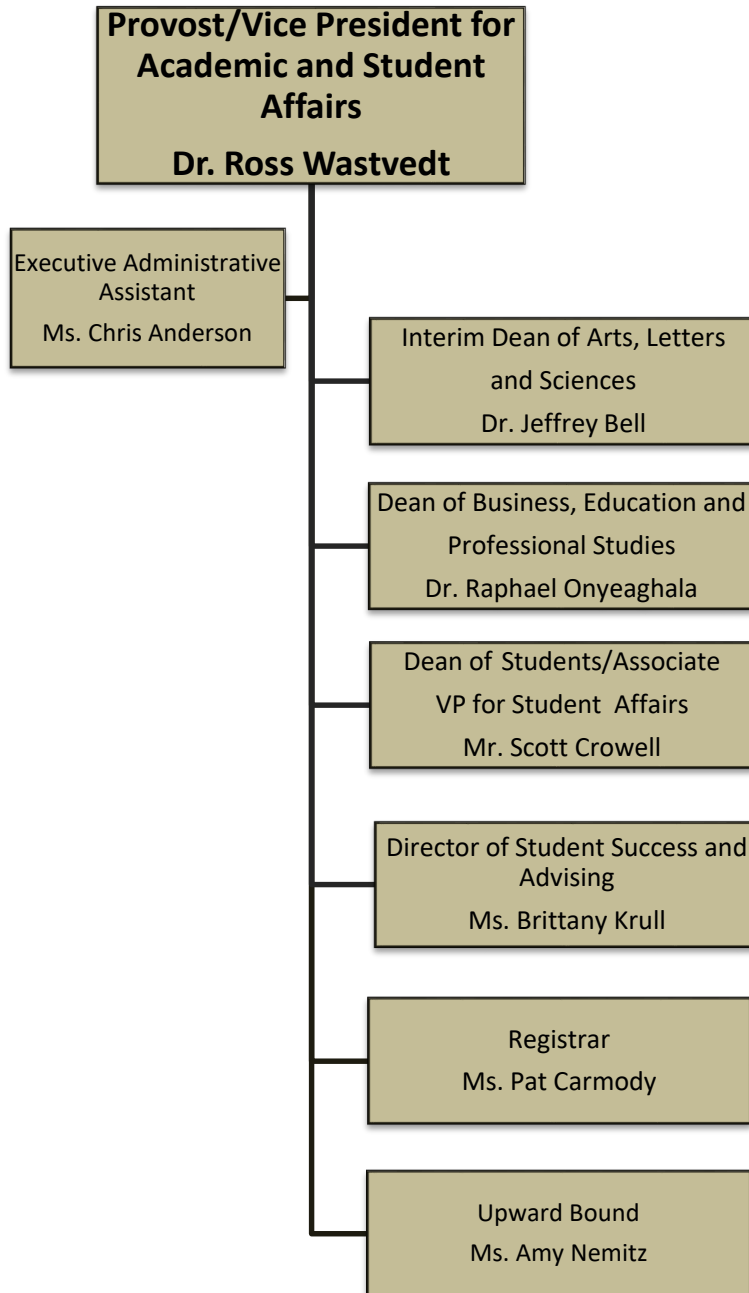 Provost/Vice President for
Academic and Student
Affairs
Dr. Ross Wastvedt
Executive Administrative
Assistant
Ms. Chris Anderson
Interim Dean of Arts, Letters
and Sciences
Dr. Jeffrey Bell
Dean of Business, Education and
Professional Studies
Dr. Raphael Onyeaghala
Dean of Students/Associate
VP for Student Affairs
Mr. Scott Crowell
Director of Student Success and
Advising
Ms. Brittany Krull
Registrar
Ms. Pat Carmody
Upward Bound
Ms. Amy Nemitz